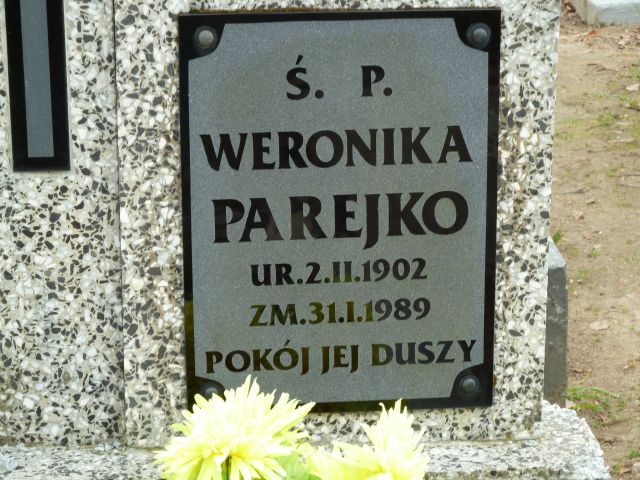 Ś. P.
WERONIKA
PAREJKO
UR.2.II.1902
ZM.31.I.1989
POKÓJ JEJ DUSZY